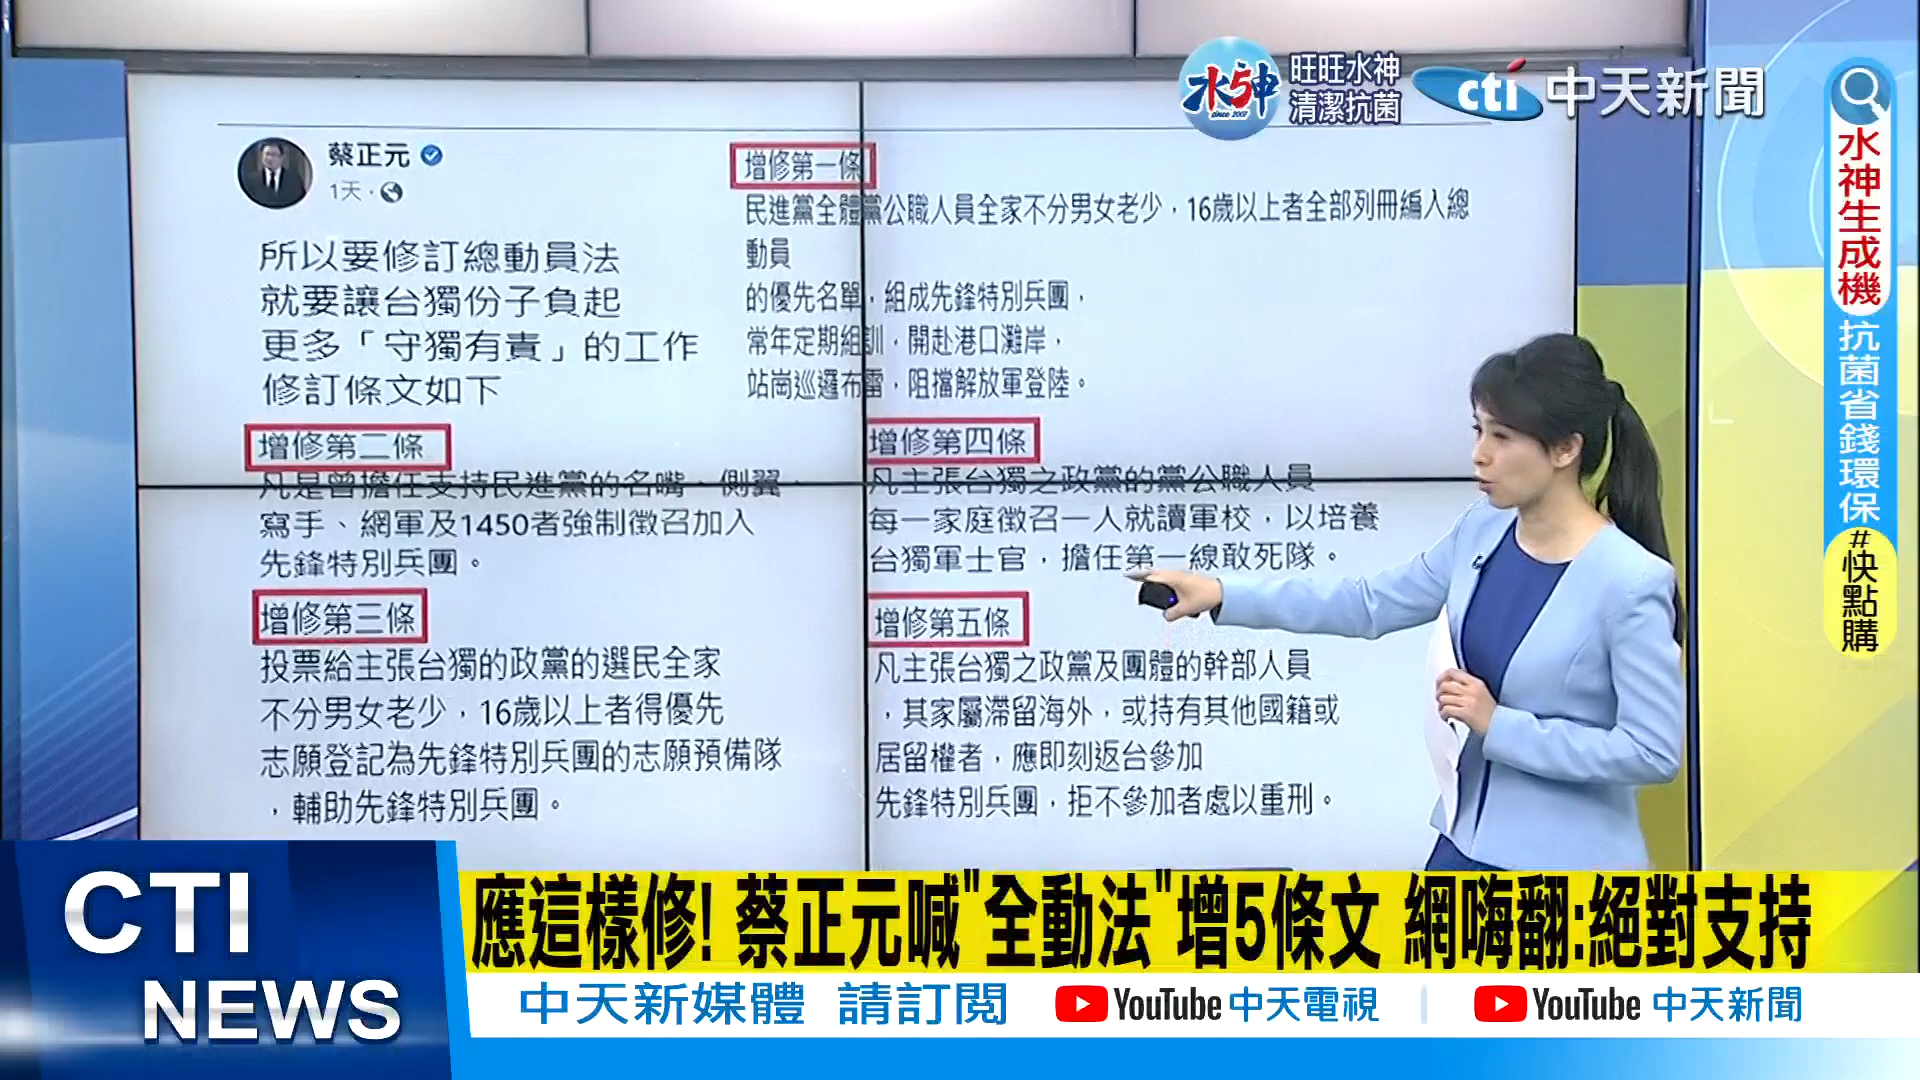 水神
since 2007
旺旺水神
清潔抗菌
cti 中天新聞
蔡正元
1天
所以要修訂總動員法
就要讓台獨份子負起
更多「守獨有責」的工作
修訂條文如下
增修第一條
民進黨全體黨公職人員全家不分男女老少，16歲以上者全部列冊編入總
動員
的優先名單，組成先鋒特別兵團，
常年定期組訓，開赴港口灘岸，
站崗巡邏布雷，阻擋解放軍登陸。
增修第二條
凡是曾擔任支持民進黨的名嘴、側翼、
寫手、網軍及1450者強制徵召加入
先鋒特別兵團。
增修第三條
投票給主張台獨的政黨的選民全家
不分男女老少，16歲以上者得優先
志願登記為先鋒特別兵團的志願預備隊
，輔助先鋒特別兵團。
增修第四條
凡主張台獨之政黨的黨公職人員
每一家庭徵召一人就讀軍校，以培養
台獨軍士官，擔任第一線敢死隊。
增修第五條
凡主張台獨之政黨及團體的幹部人員
，其家屬滯留海外，或持有其他國籍或
居留權者，應即刻返台參加
先鋒特別兵團，拒不參加者處以重刑。
水神生成機
抗菌省錢環保
#快點購
CTI
NEWS
應這樣修! 蔡正元喊"全動法"增5條文 網嗨翻:絕對支持
中天新媒體 請訂閱 YouTube 中天電視 | YouTube 中天新聞